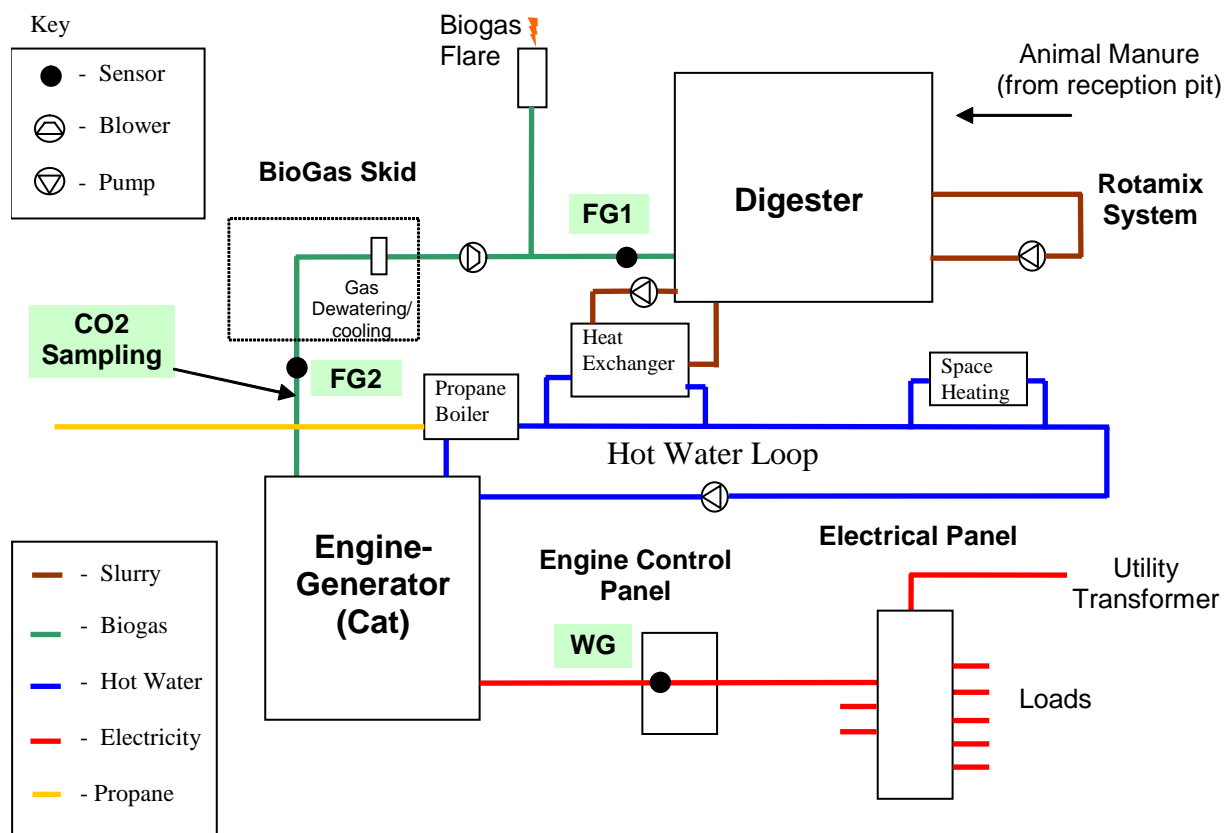 Key
- Sensor
- Blower
- Pump
Biogas
Flare
Animal Manure
(from reception pit)
BioGas Skid
FG1
Digester
Rotamix
System
Gas
Dewatering/
cooling
CO2
Sampling
FG2
Heat
Exchanger
Propane
Boiler
Space
Heating
Hot Water Loop
Engine-
Generator
(Cat)
Engine Control
Panel
WG
Electrical Panel
Utility
Transformer
Loads
- Slurry
- Biogas
- Hot Water
- Electricity
- Propane